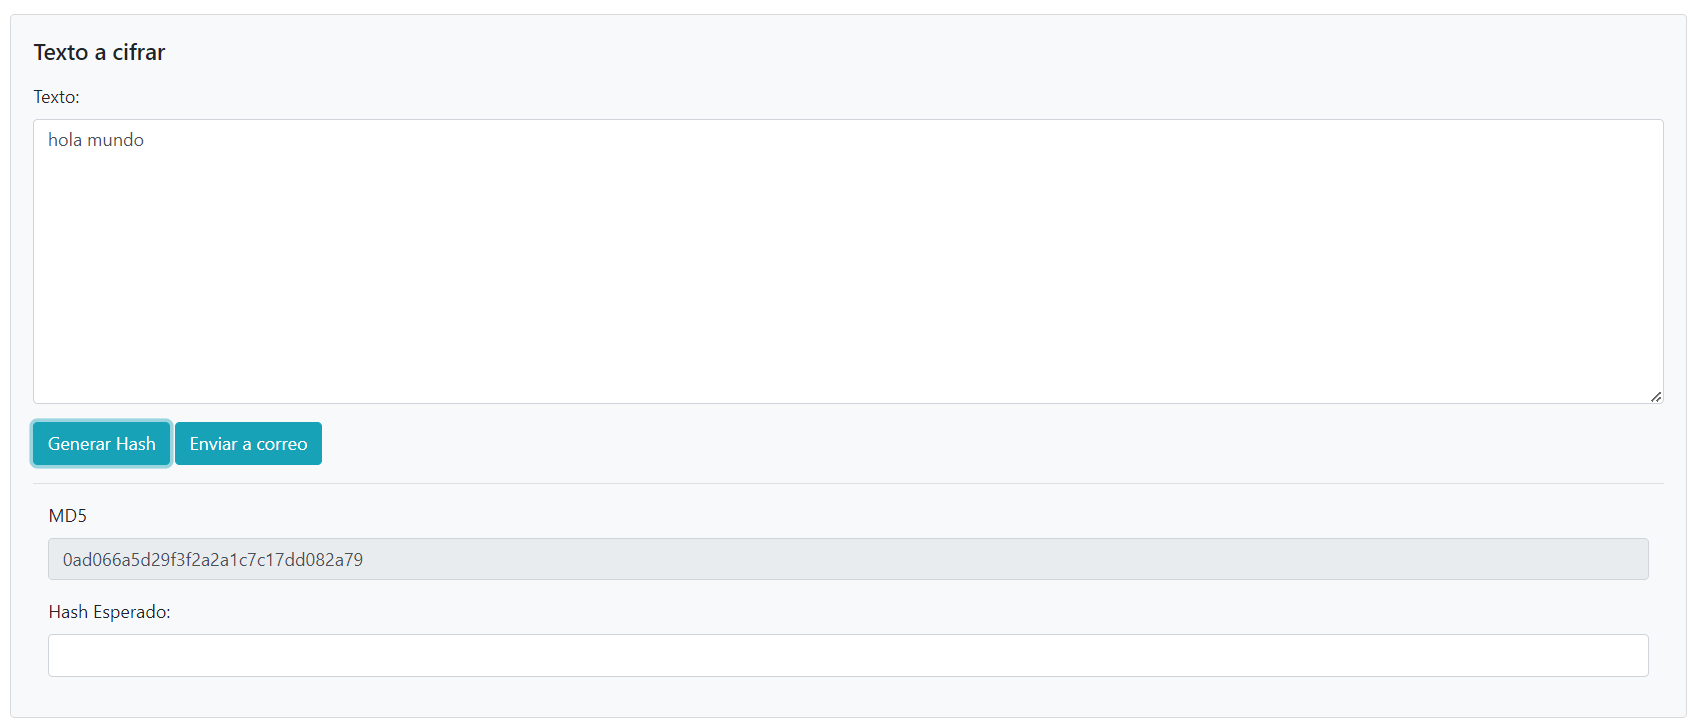 Texto a cifrar
Texto:
hola mundo
Generar Hash Enviar a correo
MD5
0ad066a5d29f3f2a2a1c7c17dd082a79
Hash Esperado: